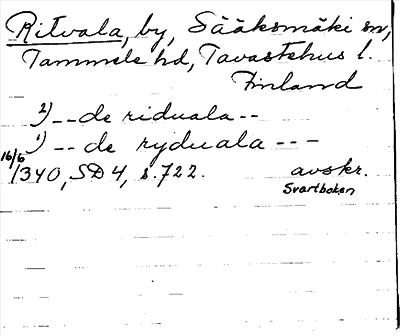 Ritvala, by, Sääksmäki sn,
Tammela hd, Tavastehus l.
Finland
2) -- de riduala --
1) -- de ryduala ---
16/6 1340, SD 4, s. 722. avskr.
Svartboken